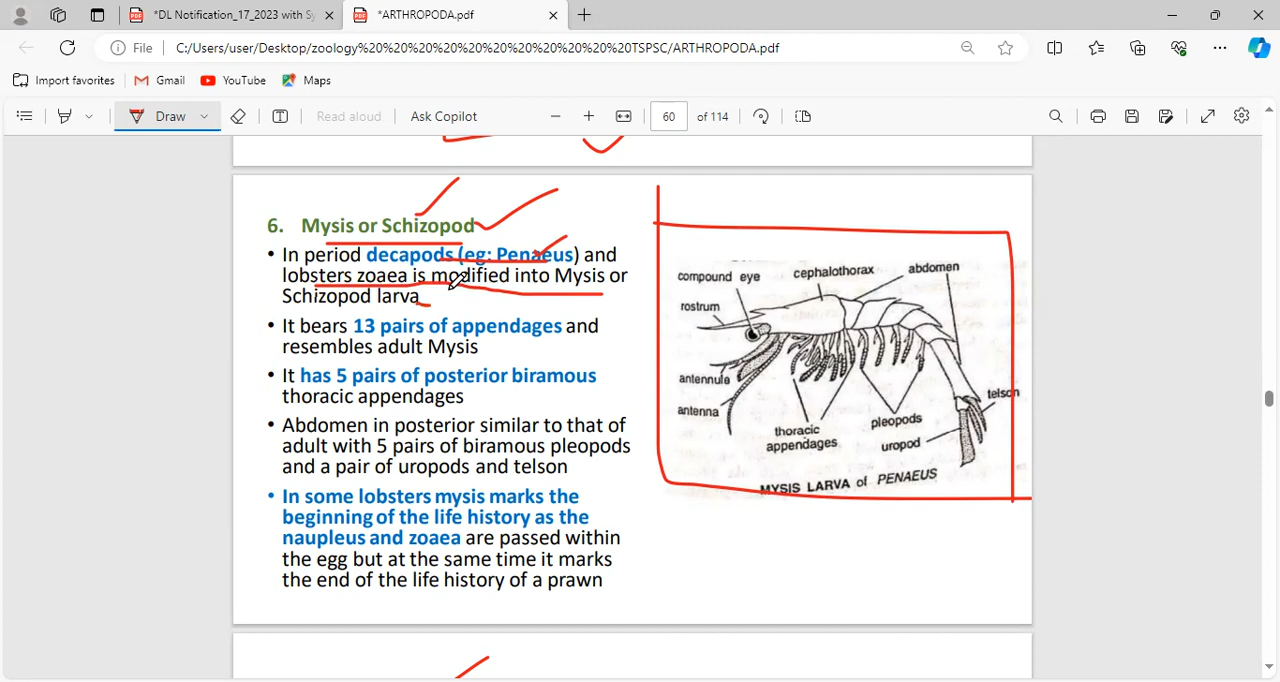 *DL Notification_17_2023 with Sy
*ARTHROPODA.pdf
File
C:/Users/user/Desktop/zoology%20%20%20%20%20%20%20%20%20%20TSPSC/ARTHROPODA.pdf
Import favorites
Gmail
YouTube
Maps
Draw
Read aloud
Ask Copilot
60
of 114
6. Mysis or Schizopod
• In period decapods (eg: Penaeus) and
lobsters zoaea is modified into Mysis or
Schizopod larva
• It bears 13 pairs of appendages and
resembles adult Mysis
• It has 5 pairs of posterior biramous
thoracic appendages
• Abdomen in posterior similar to that of
adult with 5 pairs of biramous pleopods
and a pair of uropods and telson
• In some lobsters mysis marks the
beginning of the life history as the
naupleus and zoaea are passed within
the egg but at the same time it marks
the end of the life history of a prawn
compound eye
cephalothorax
abdomen
rostrum
antennule
antenna
thoracic
appendages
pleopods
uropod
telson
MYSIS LARVA of PENAEUS